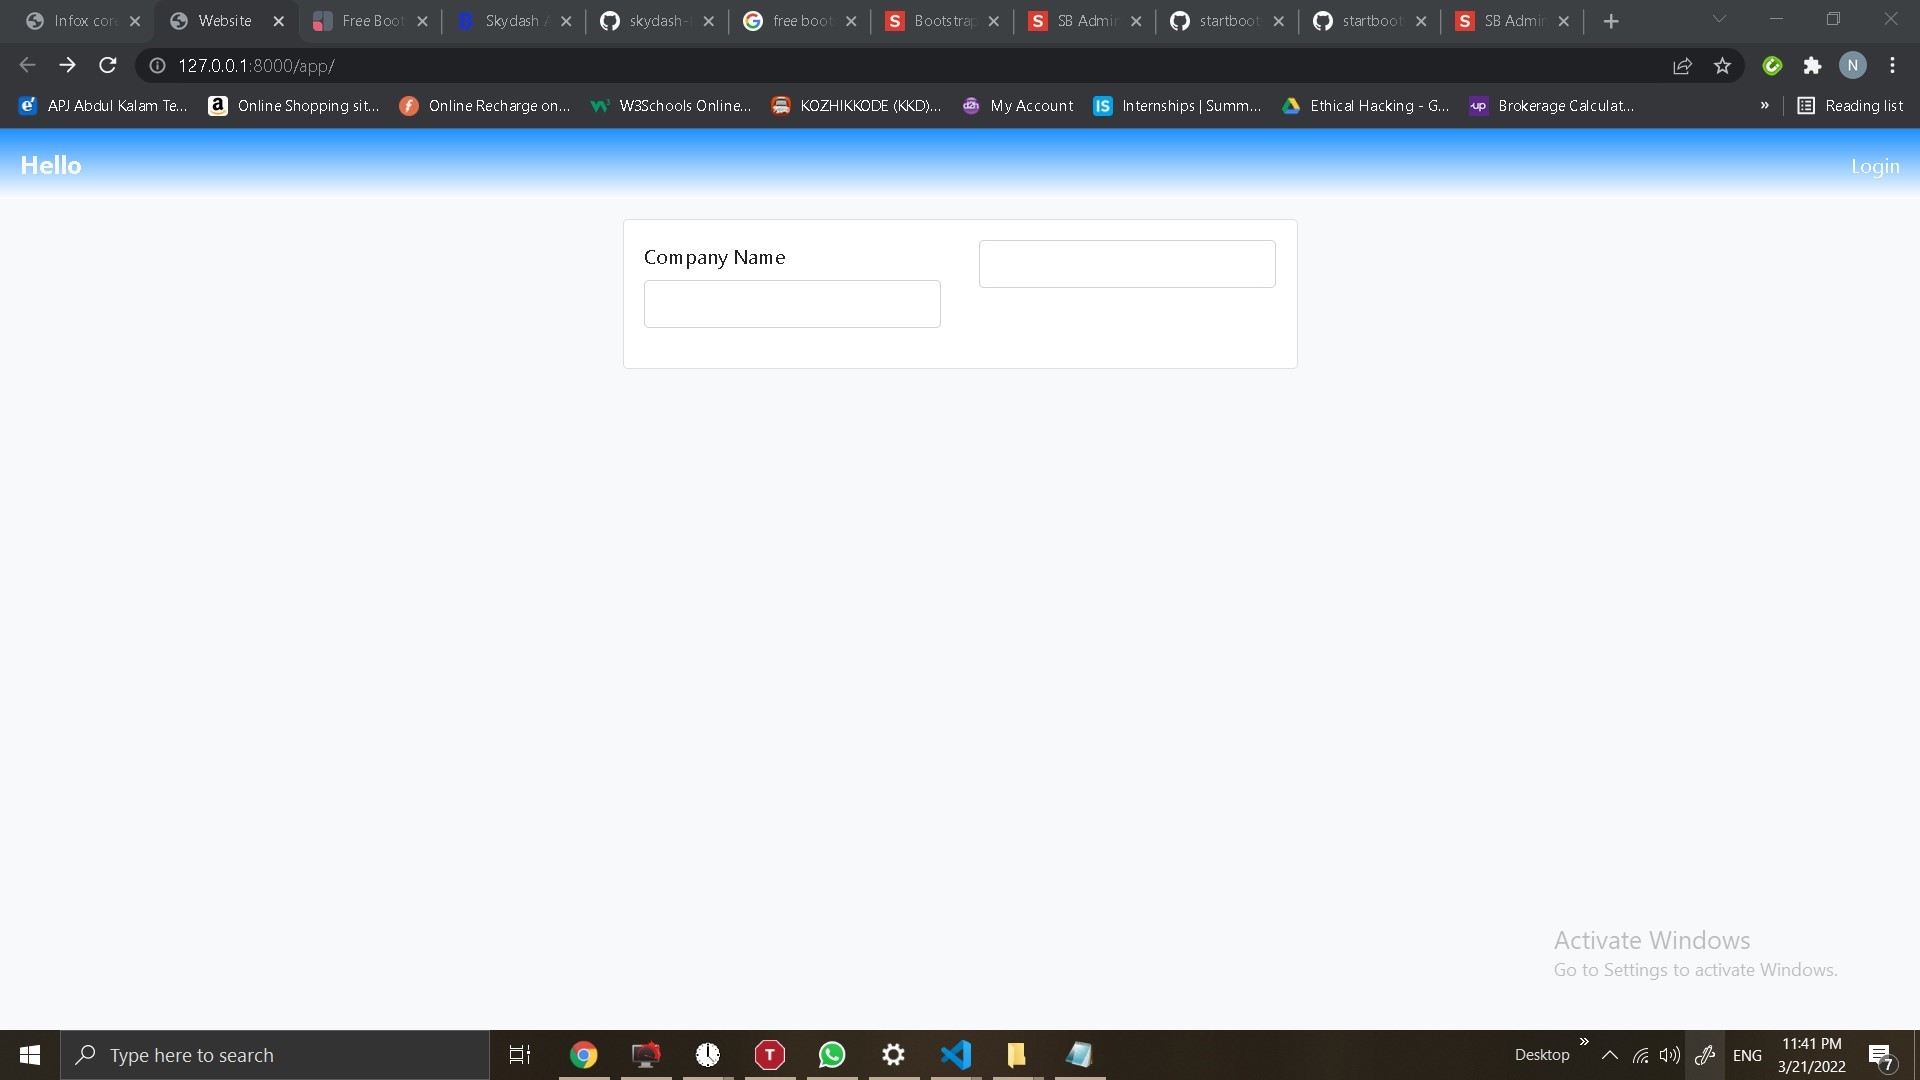 Infox core
Website
Free Boot
Skydash /
skydash-
free boot
Bootstrap
SB Admin
startboot
startboot
SB Admin
127.0.0.1:8000/app/
N
APJ Abdul Kalam Te...
Online Shopping sit...
Online Recharge on...
W3Schools Online...
KOZHIKKODE (KKD)...
My Account
Internships | Summ...
Ethical Hacking - G...
Brokerage Calculat...
»
Reading list
Hello
Login
Company Name
Activate Windows
Go to Settings to activate Windows.
Type here to search
Desktop
»
ENG
11:41 PM
3/21/2022
7